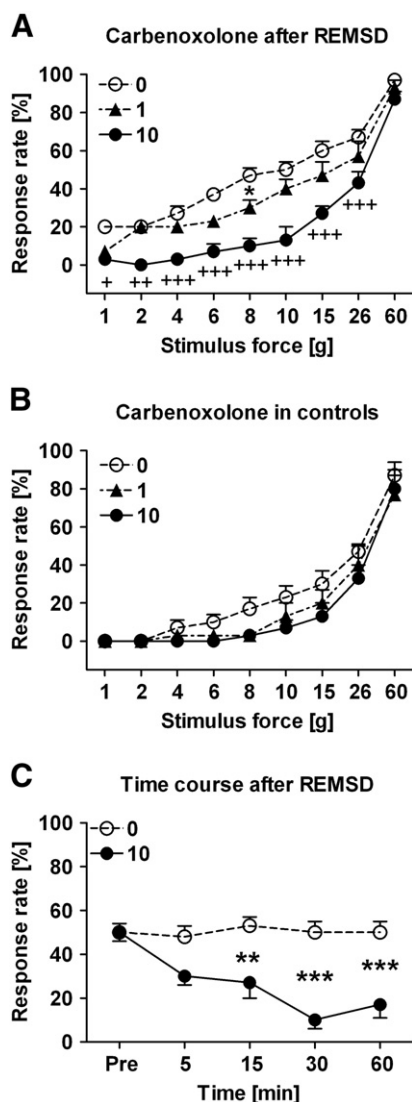 A
Carbenoxolone after REMSD
Response rate [%]
100
80
60
40
20
0
0
1
10
*
+ ++ +++ +++ +++ +++ +++ +++
1 2 4 6 8 10 15 26 60
Stimulus force [g]
B
Carbenoxolone in controls
Response rate [%]
100
80
60
40
20
0
0
1
10
1 2 4 6 8 10 15 26 60
Stimulus force [g]
C
Time course after REMSD
Response rate [%]
100
80
60
40
20
0
0
10
** *** ***
Pre 5 15 30 60
Time [min]